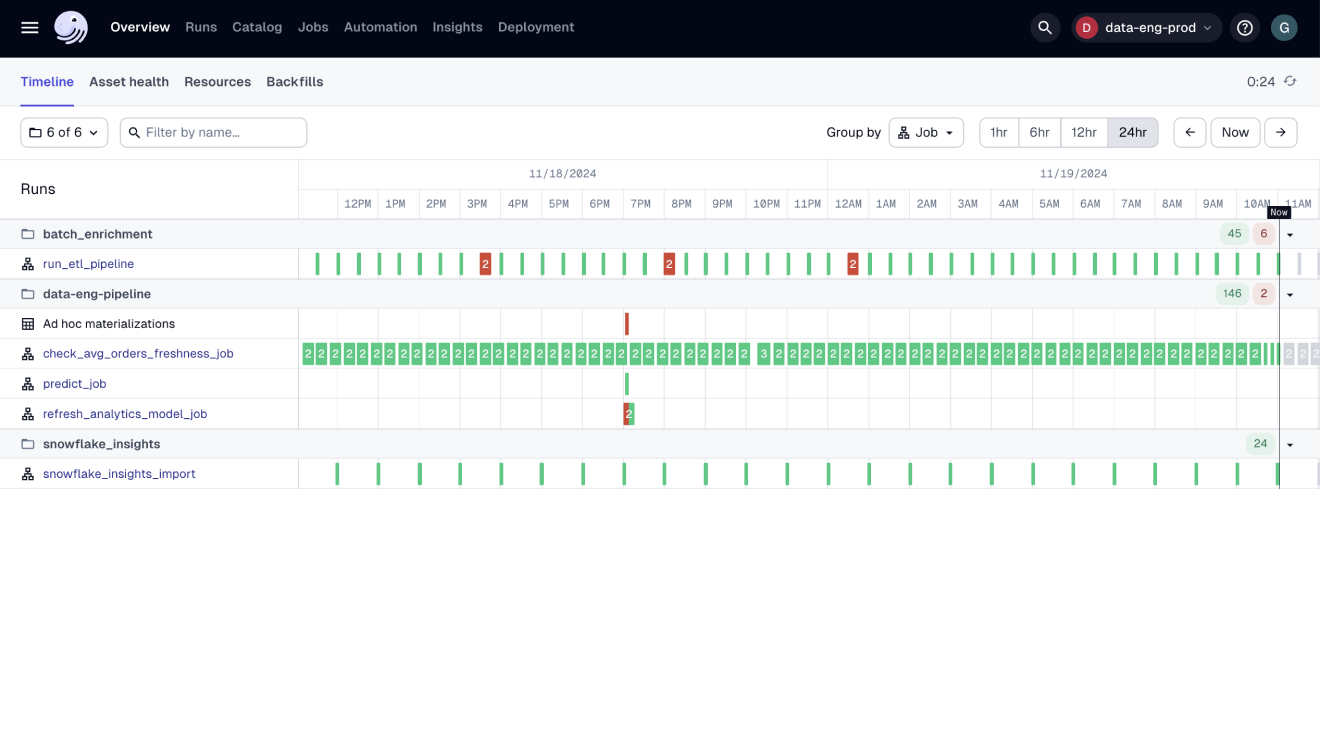 Overview Runs Catalog Jobs Automation Insights Deployment D data-eng-prod G
Timeline Asset health Resources Backfills 0:24
6 of 6 Filter by name... Group by Job 1hr 6hr 12hr 24hr Now
Runs 11/18/2024 11/19/2024
12PM 1PM 2PM 3PM 4PM 5PM 6PM 7PM 8PM 9PM 10PM 11PM 12AM 1AM 2AM 3AM 4AM 5AM 6AM 7AM 8AM 9AM 10AM 11AM
Now
batch_enrichment 45 6
run_etl_pipeline 2 2 2
data-eng-pipeline 146 2
Ad hoc materializations
check_avg_orders_freshness_job 2 2 2 2 2 2 2 2 2 2 2 2 2 2 2 2 2 2 2 2 2 2 2 2 2 2 2 2 2 2 2 2 2 3 2 2 2 2 2 2 2 2 2 2 2 2 2 2 2 2 2 2 2 2 2 2 2 2 2 2 2 2 2 2 2 2 2 2 2 2 2 2 2
predict_job
refresh_analytics_model_job 2
snowflake_insights 24
snowflake_insights_import